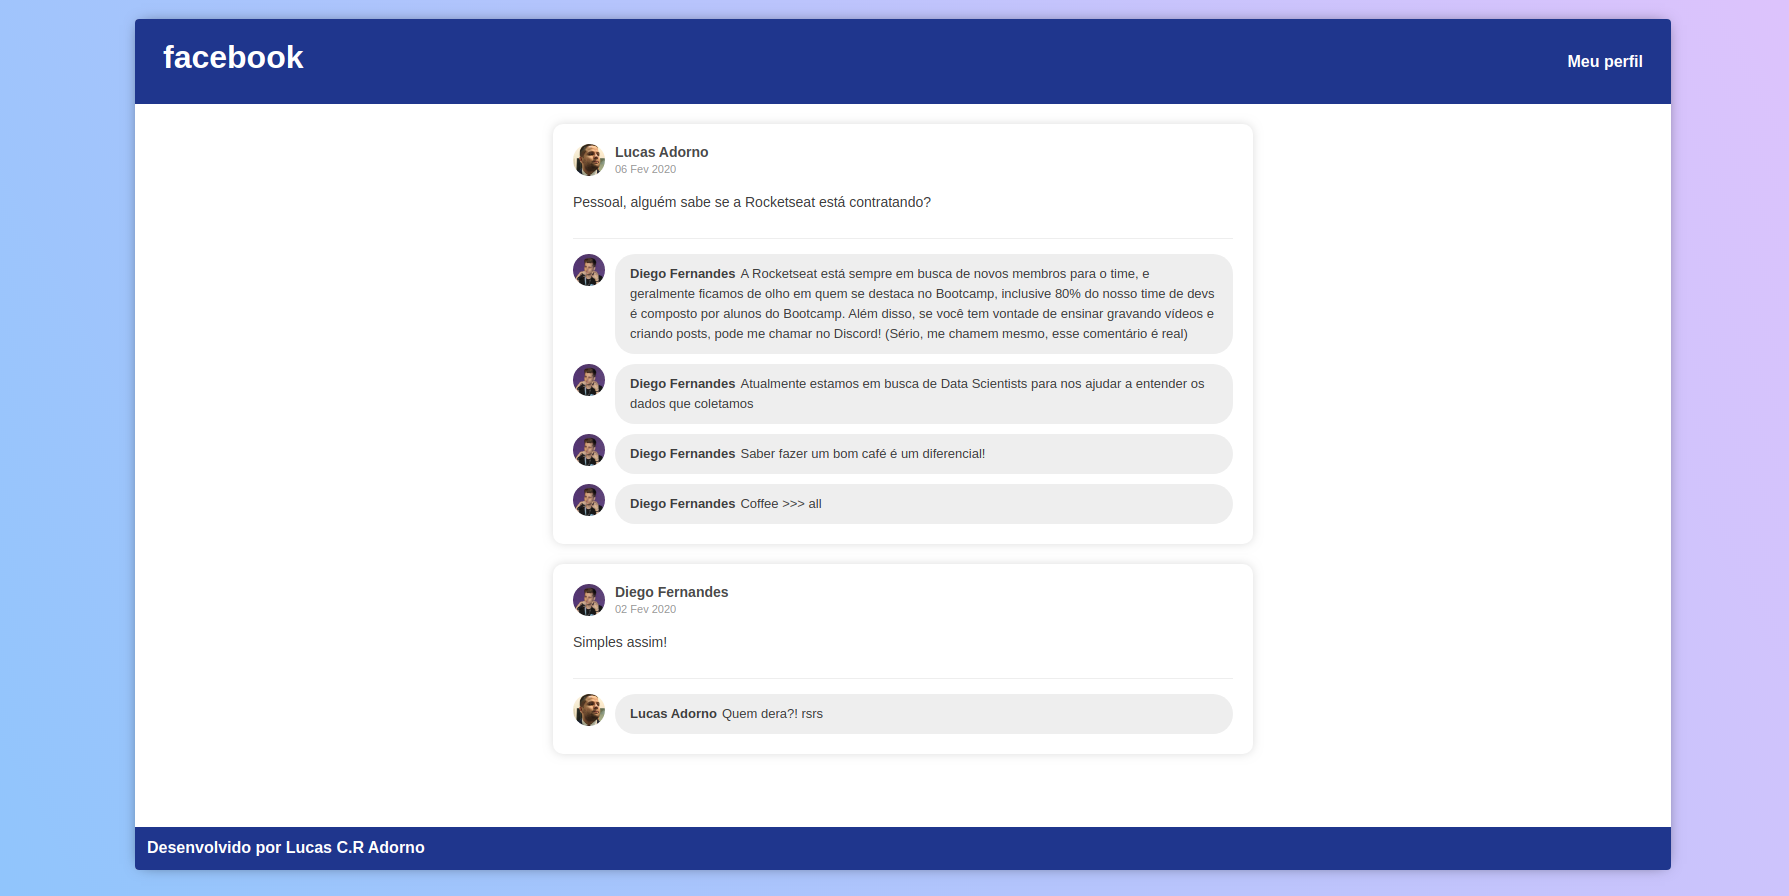 facebook
Meu perfil
Lucas Adorno
06 Fev 2020
Pessoal, alguém sabe se a Rocketseat está contratando?
Diego Fernandes A Rocketseat está sempre em busca de novos membros para o time, e
geralmente ficamos de olho em quem se destaca no Bootcamp, inclusive 80% do nosso time de devs
é composto por alunos do Bootcamp. Além disso, se você tem vontade de ensinar gravando vídeos e
criando posts, pode me chamar no Discord! (Sério, me chamem mesmo, esse comentário é real)
Diego Fernandes Atualmente estamos em busca de Data Scientists para nos ajudar a entender os
dados que coletamos
Diego Fernandes Saber fazer um bom café é um diferencial!
Diego Fernandes Coffee >>> all
Diego Fernandes
02 Fev 2020
Simples assim!
Lucas Adorno Quem dera?! rsrs
Desenvolvido por Lucas C.R Adorno